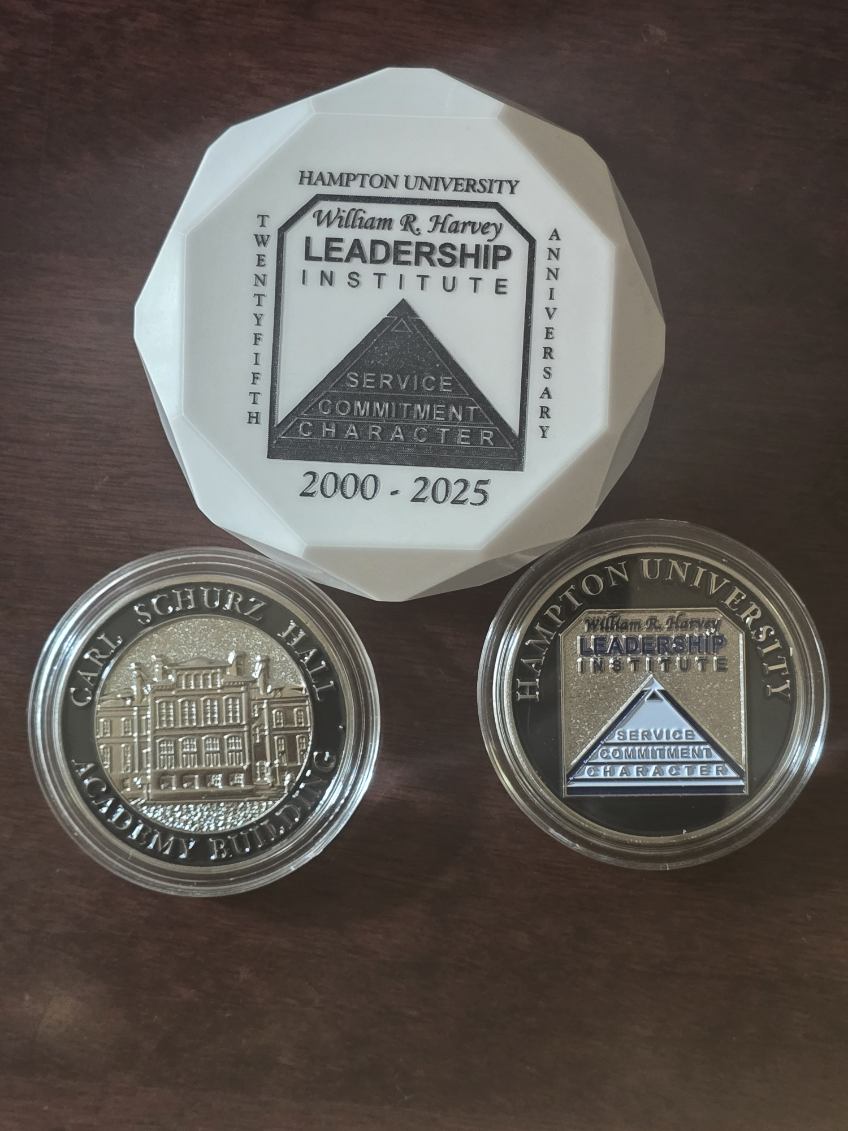 HAMPTON UNIVERSITY
TWENTYFIFTH
William R. Harvey
LEADERSHIP
INSTITUTE
SERVICE
COMMITMENT
CHARACTER
ANNIVERSARY
2000 - 2025
CARL SCHURZ HALL
ACADEMY BUILDING
HAMPTON UNIVERSITY
William R. Harvey
LEADERSHIP
INSTITUTE
SERVICE
COMMITMENT
CHARACTER